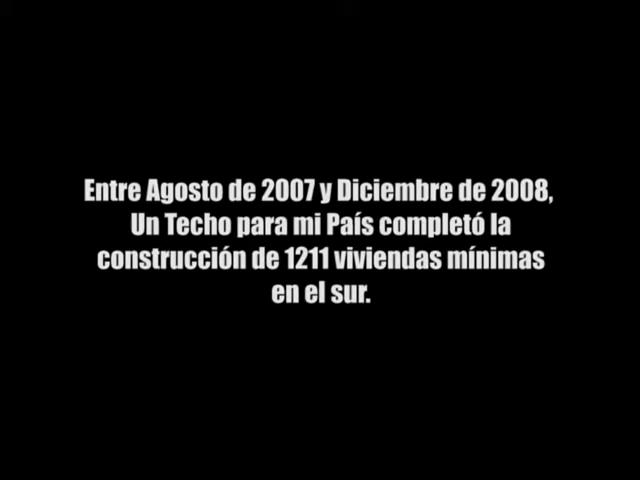 Entre Agosto de 2007 y Diciembre de 2008,
Un Techo para mi País completó la
construcción de 1211 viviendas mínimas
en el sur.